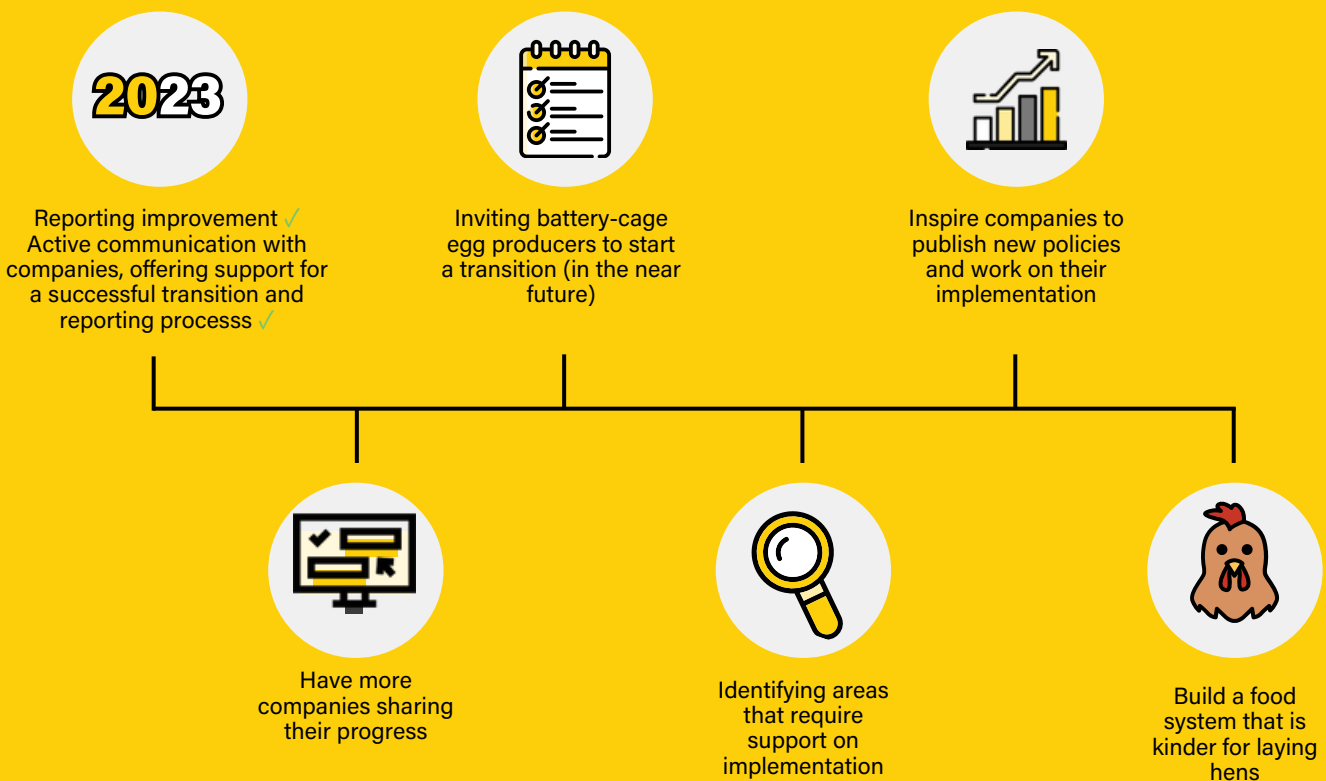 2023
Reporting improvement ✓
Active communication with
companies, offering support for
a successful transition and
reporting processs ✓
Have more
companies sharing
their progress
Inviting battery-cage
egg producers to start
a transition (in the near
future)
Identifying areas
that require
support on
implementation
Inspire companies to
publish new policies
and work on their
implementation
Build a food
system that is
kinder for laying
hens